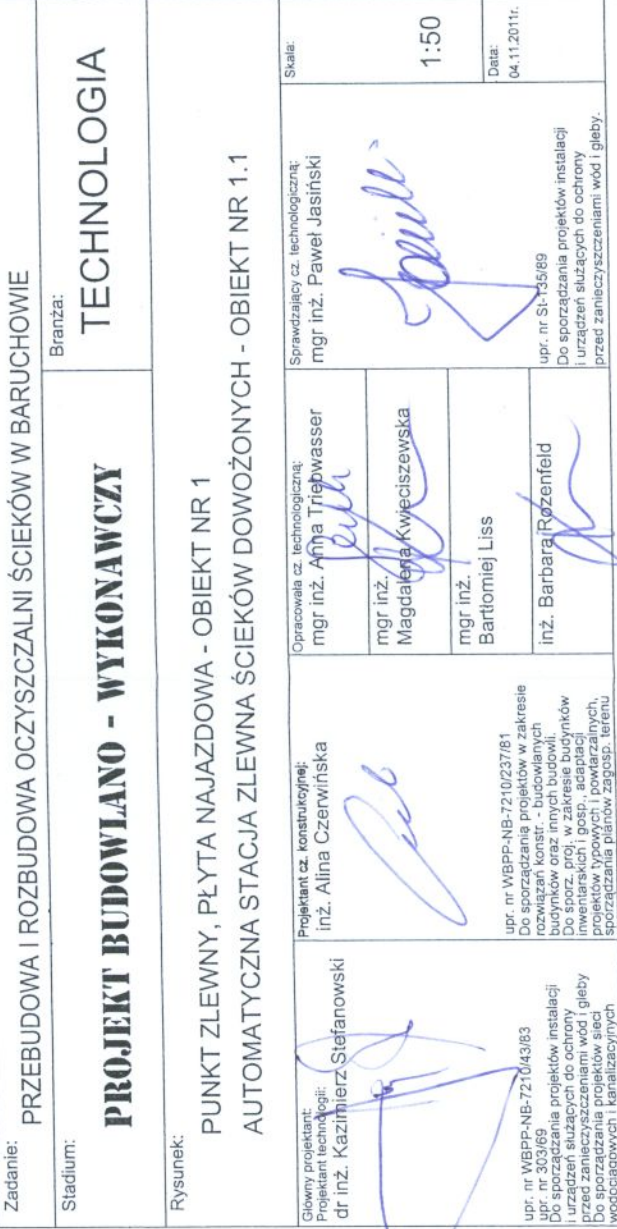 Zadanie:
PRZEBUDOWA I ROZBUDOWA OCZYSZCZALNI ŚCIEKÓW W BARUCHOWIE
Stadium:
PROJEKT BUDOWLANO - WYKONAWCZY
Branża:
TECHNOLOGIA
Rysunek:
PUNKT ZLEWNY, PŁYTA NAJAZDOWA - OBIEKT NR 1
AUTOMATYCZNA STACJA ZLEWNA ŚCIEKÓW DOWOŻONYCH - OBIEKT NR 1.1
Główny projektant:
Projektant technologii:
dr inż. Kazimierz Stefanowski
upr. nr WBPP-NB-7210/43/83
upr. nr 303/69
Do sporządzania projektów instalacji
i urządzeń służących do ochrony
przed zanieczyszczeniami wód i gleby
Do sporządzania projektów sieci
wodociągowych i kanalizacyjnych
Projektant cz. konstrukcyjnej:
inż. Alina Czerwińska
upr. nr WBPP-NB-7210/237/81
Do sporządzania projektów w zakresie
rozwiązań konstr. - budowlanych
budynków oraz innych budowli.
Do sporz. proj. w zakresie budynków
inwentarskich i gosp., adaptacji
projektów typowych i powtarzalnych,
sporządzania planów zagosp. terenu
Opracowała cz. technologiczną:
mgr inż. Anna Triebwasser
mgr inż.
Magdalena Kwieciszewska
mgr inż.
Bartłomiej Liss
inż. Barbara Rozenfeld
Sprawdzający cz. technologiczną:
mgr inż. Paweł Jasiński
upr. nr St-135/89
Do sporządzania projektów instalacji
i urządzeń służących do ochrony
przed zanieczyszczeniami wód i gleby.
Skala:
1:50
Data:
04.11.2011r.